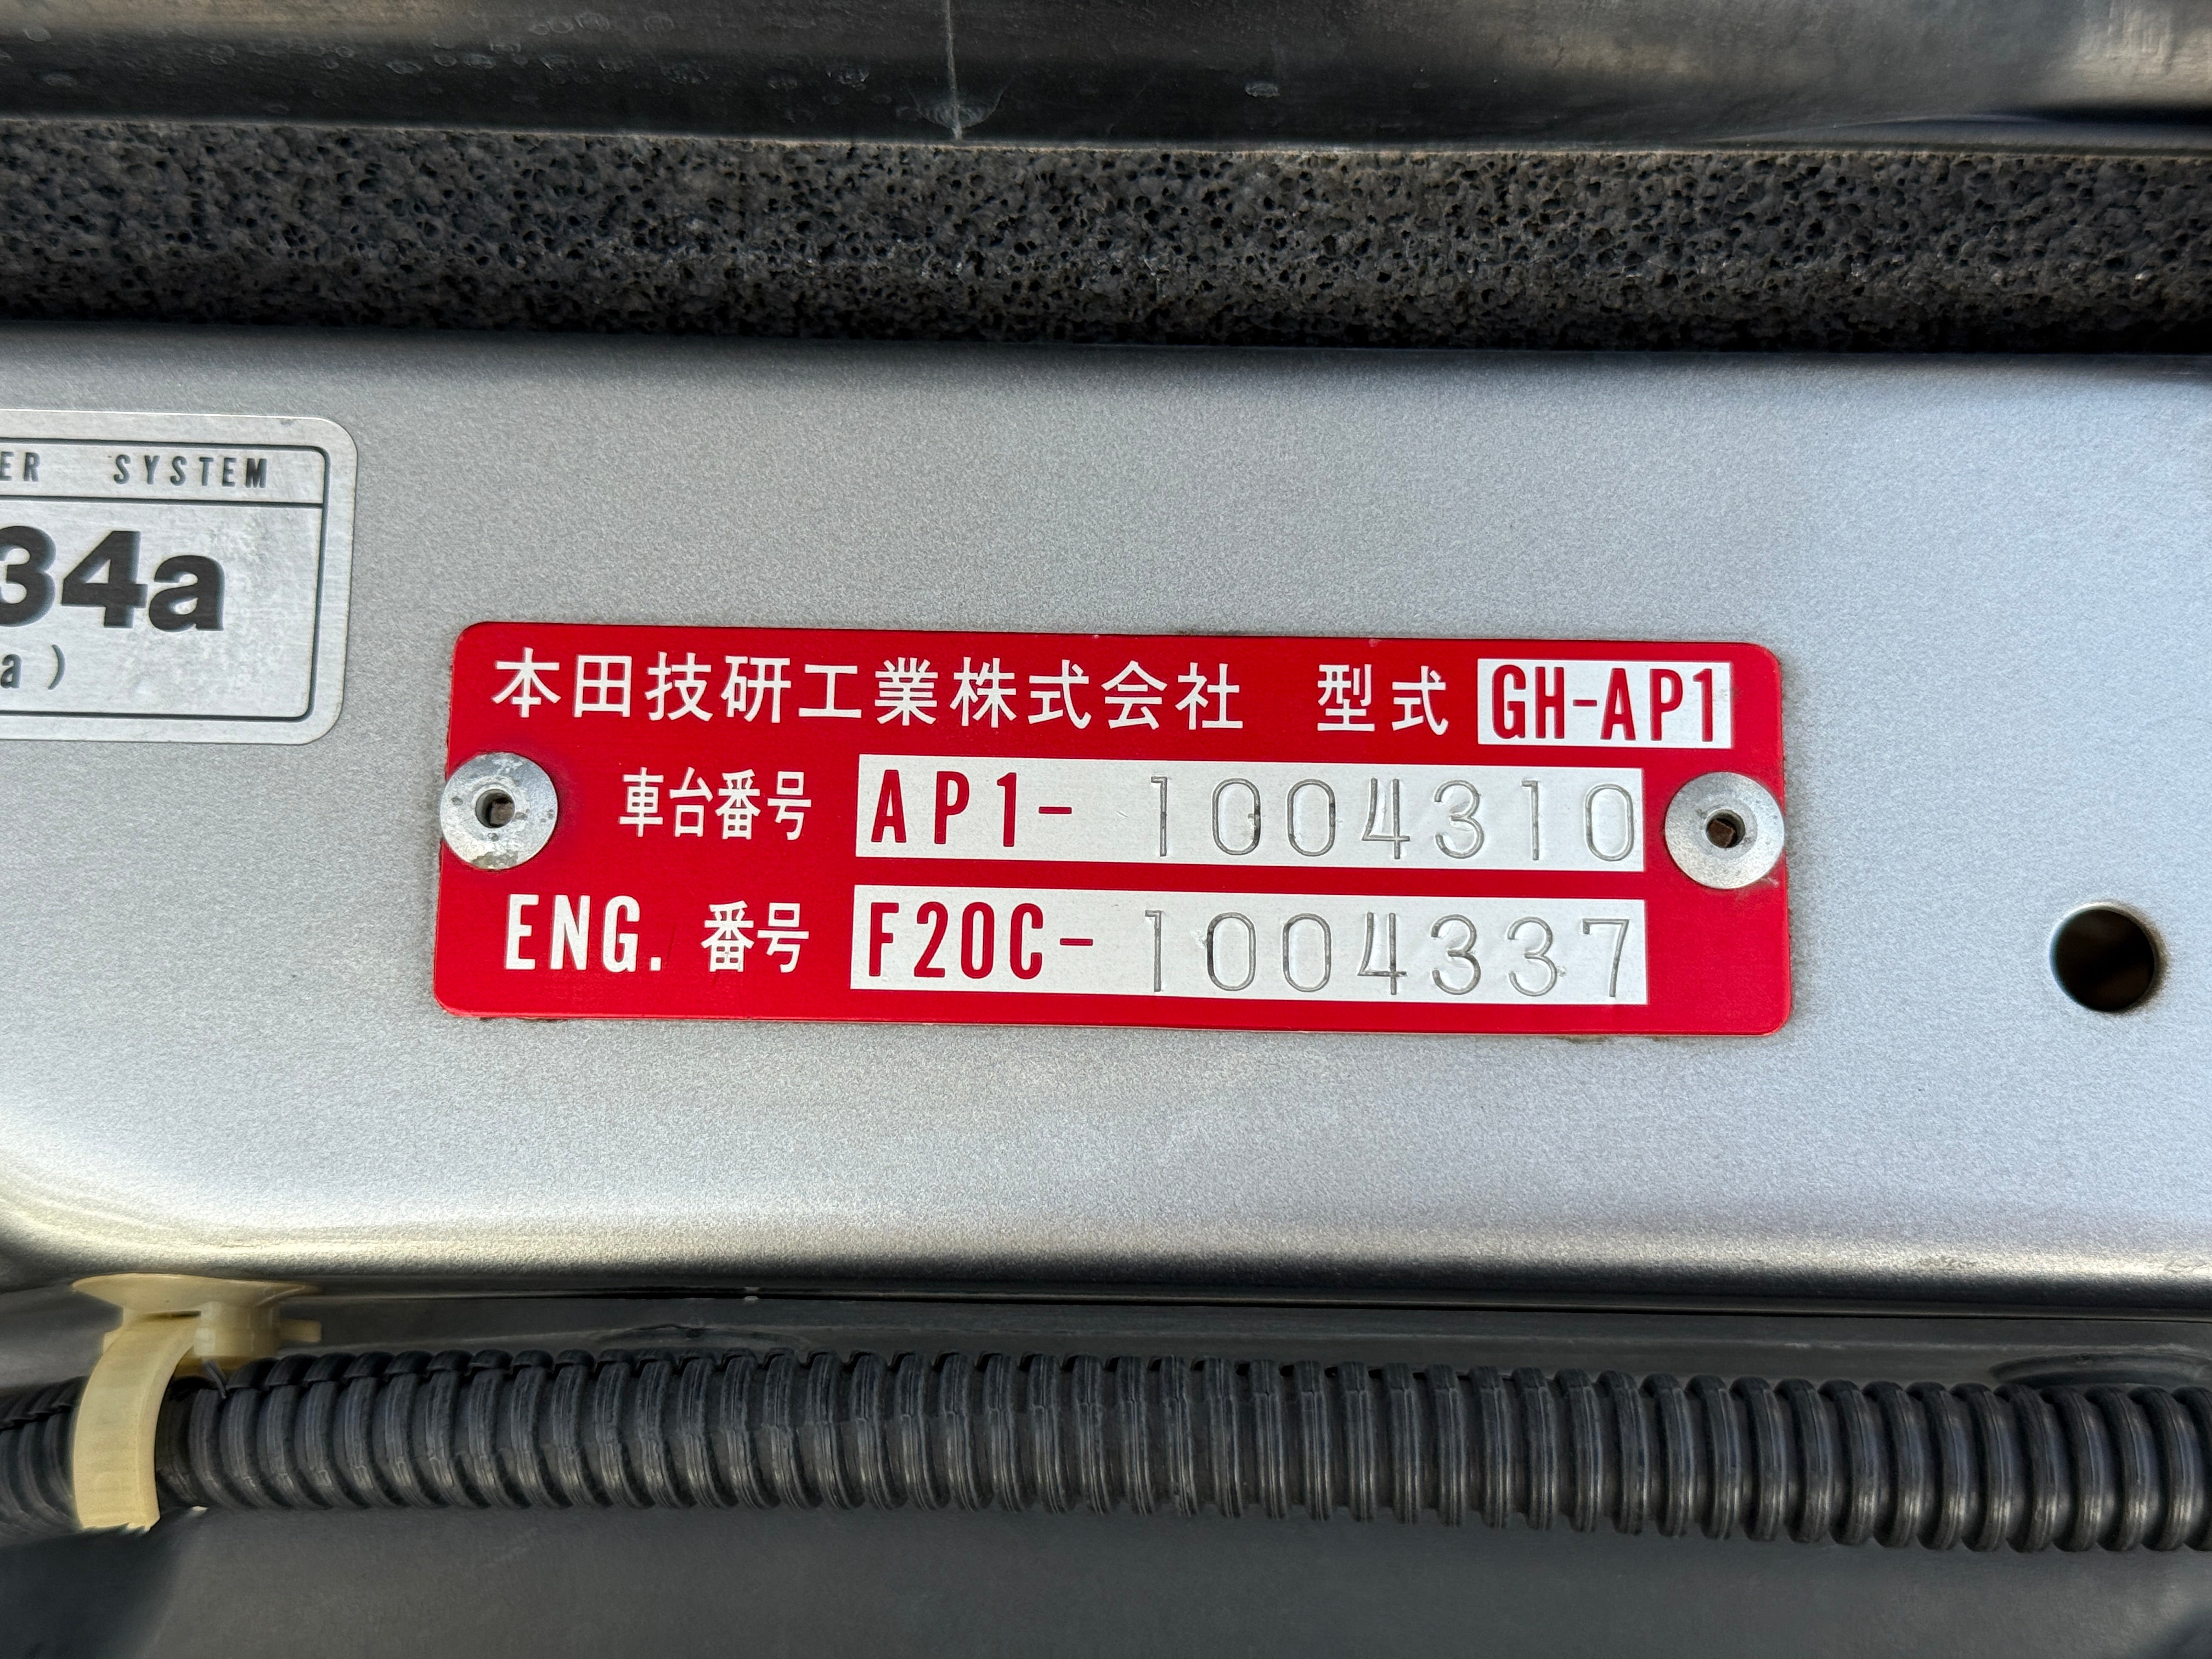 ER SYSTEM
34a
a )
本田技研工業株式会社 型式 GH-AP1
車台番号 AP1- 1004310
ENG. 番号 F20C- 1004337